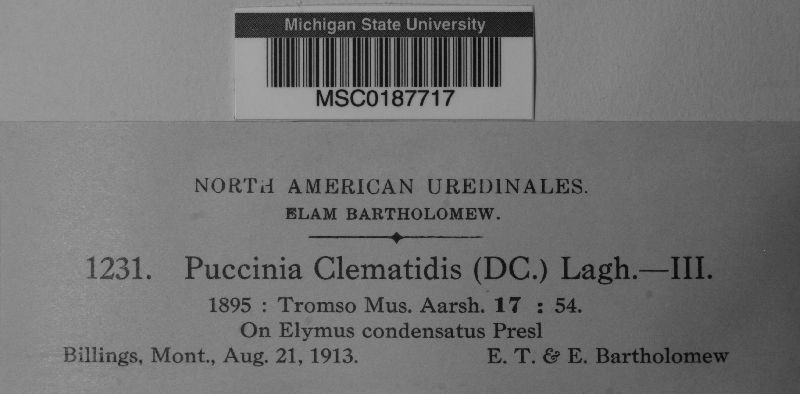 Michigan State University
MSC0187717
NORTH AMERICAN UREDINALES.
ELAM BARTHOLOMEW.
1231. Puccinia Clematidis (DC.) Lagh.—III.
1895 : Tromso Mus. Aarsh. 17 : 54.
On Elymus condensatus Presl
Billings, Mont., Aug. 21, 1913. E. T. & E. Bartholomew